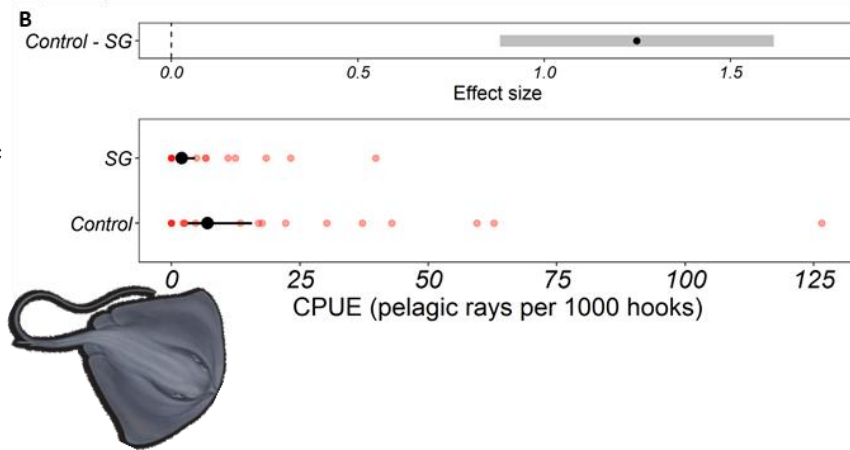 B
Control - SG
0.0 0.5 1.0 1.5
Effect size
SG
Control
0 25 50 75 100 125
CPUE (pelagic rays per 1000 hooks)